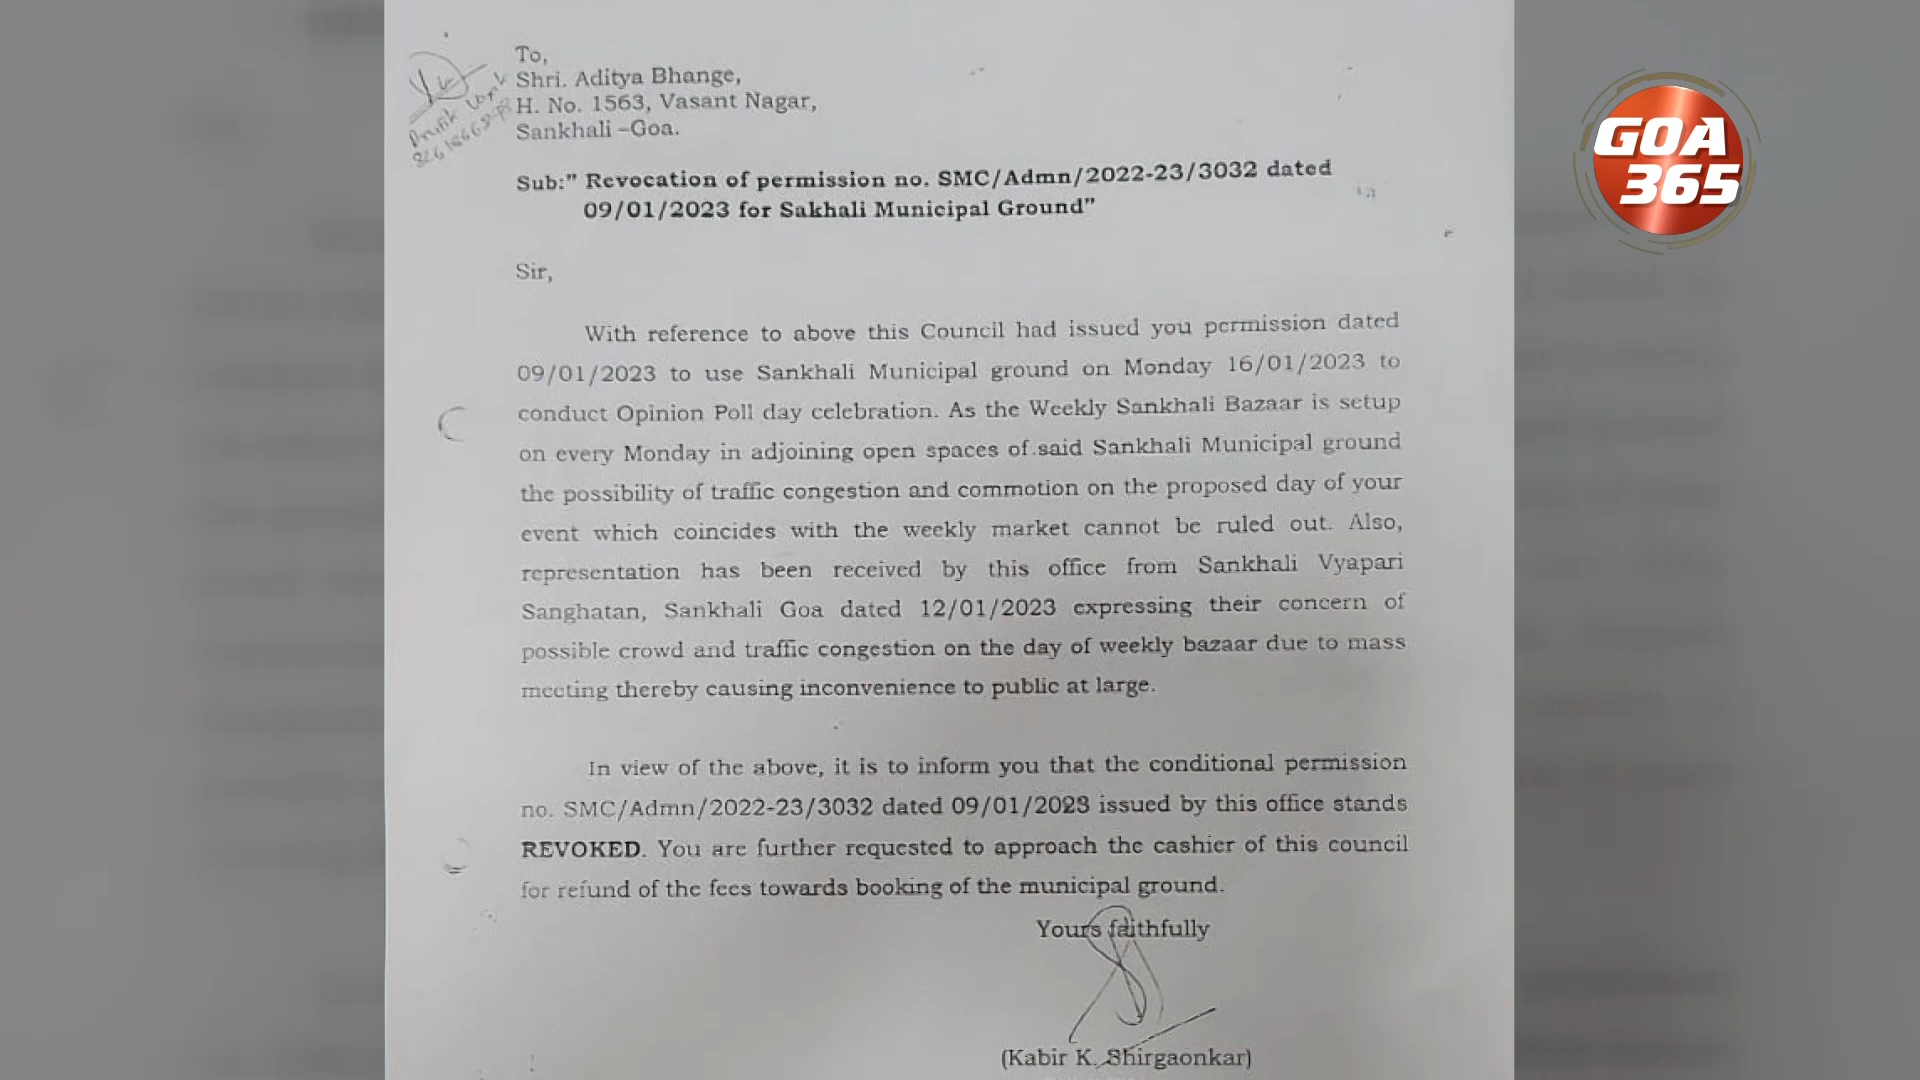 To,
Shri. Aditya Bhange,
H. No. 1563, Vasant Nagar,
Sankhali -Goa.
Sub:" Revocation of permission no. SMC/Admn/2022-23/3032 dated
09/01/2023 for Sakhali Municipal Ground"
Sir,
With reference to above this Council had issued you permission dated
09/01/2023 to use Sankhali Municipal ground on Monday 16/01/2023 to
conduct Opinion Poll day celebration. As the Weekly Sankhali Bazaar is setup
on every Monday in adjoining open spaces of said Sankhali Municipal ground
the possibility of traffic congestion and commotion on the proposed day of your
event which coincides with the weekly market cannot be ruled out. Also,
representation has been received by this office from Sankhali Vyapari
Sanghatan, Sankhali Goa dated 12/01/2023 expressing their concern of
possible crowd and traffic congestion on the day of weekly bazaar due to mass
meeting thereby causing inconvenience to public at large.
In view of the above, it is to inform you that the conditional permission
no. SMC/Admn/2022-23/3032 dated 09/01/2023 issued by this office stands
REVOKED. You are further requested to approach the cashier of this council
for refund of the fees towards booking of the municipal ground.
Yours faithfully
(Kabir K. Shirgaonkar)
GOA
365